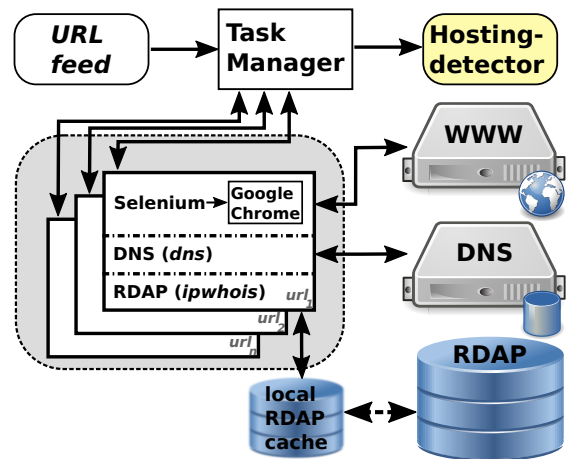 URL
feed
Task
Manager
Hosting-
detector
WWW
Selenium
Google
Chrome
DNS (dns)
RDAP (ipwhois)
url1
url2
urln
DNS
RDAP
local
RDAP
cache